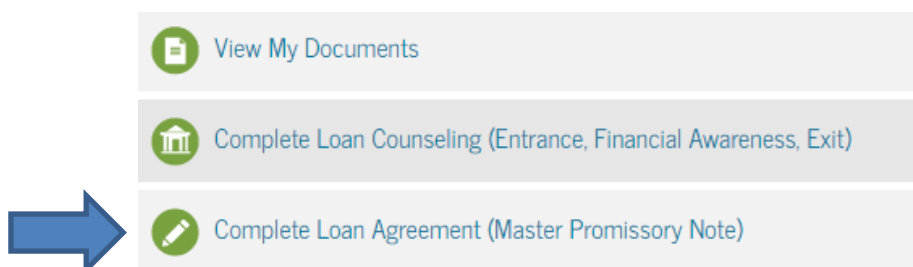 View My Documents
Complete Loan Counseling (Entrance, Financial Awareness, Exit)
Complete Loan Agreement (Master Promissory Note)